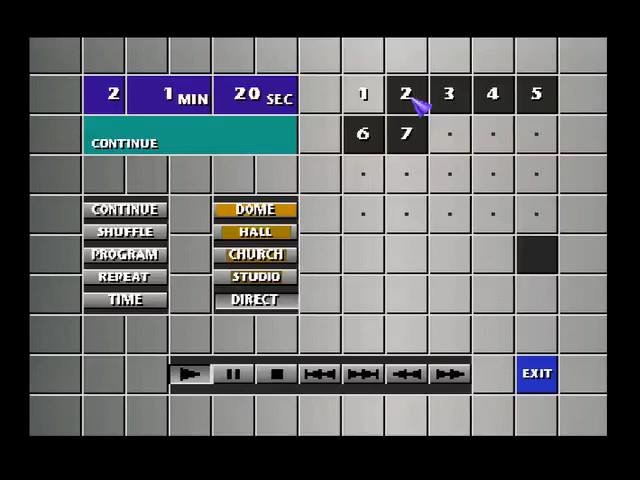 2 1 MIN 20 SEC
1 2 3 4 5
CONTINUE
6 7
CONTINUE
DOME
SHUFFLE
HALL
PROGRAM
CHURCH
REPEAT
STUDIO
TIME
DIRECT
EXIT